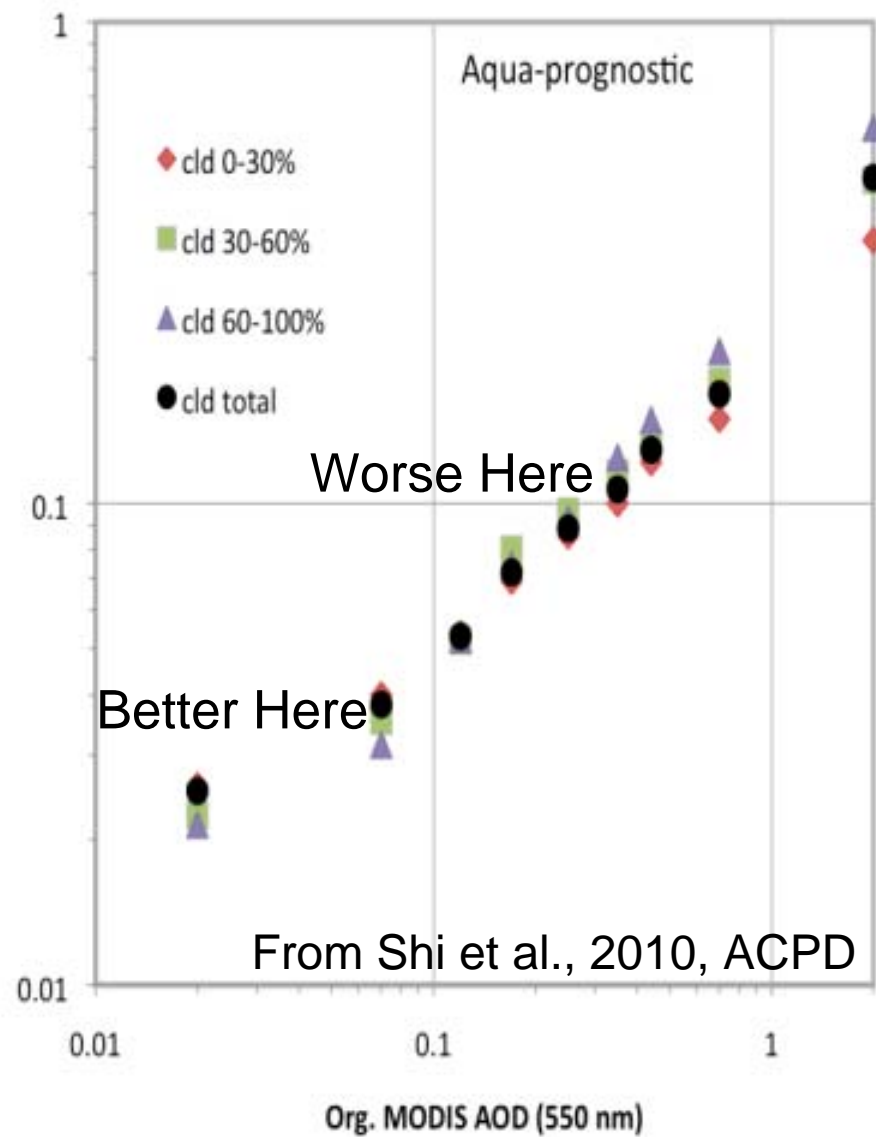 1
Aqua-prognostic
cld 0-30%
cld 30-60%
cld 60-100%
cld total
Worse Here
0.1
Better Here
From Shi et al., 2010, ACPD
0.01
0.01 0.1 1
Org. MODIS AOD (550 nm)